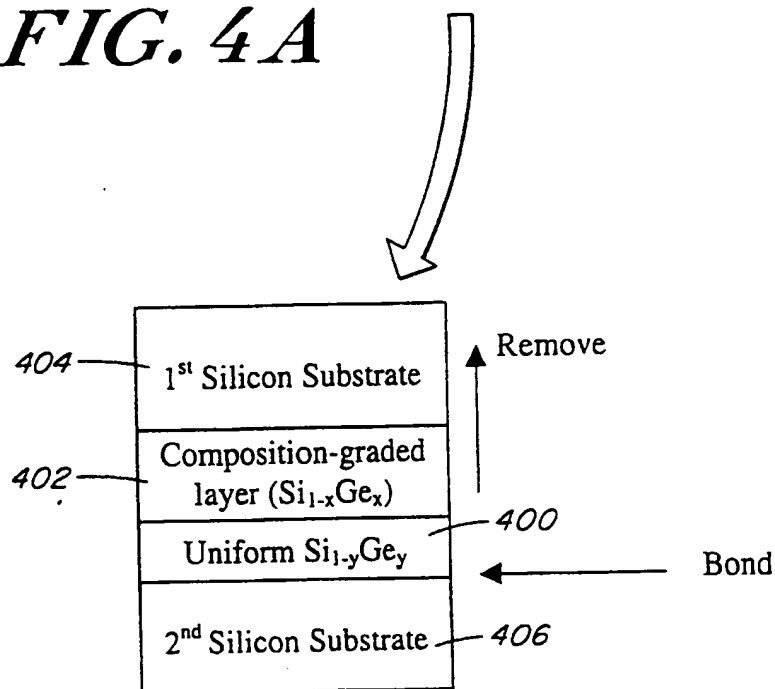 FIG. 4A
404
1st Silicon Substrate
Remove
402
Composition-graded
layer (Si1-xGex)
400
Uniform Si1-yGey
Bond
2nd Silicon Substrate
406